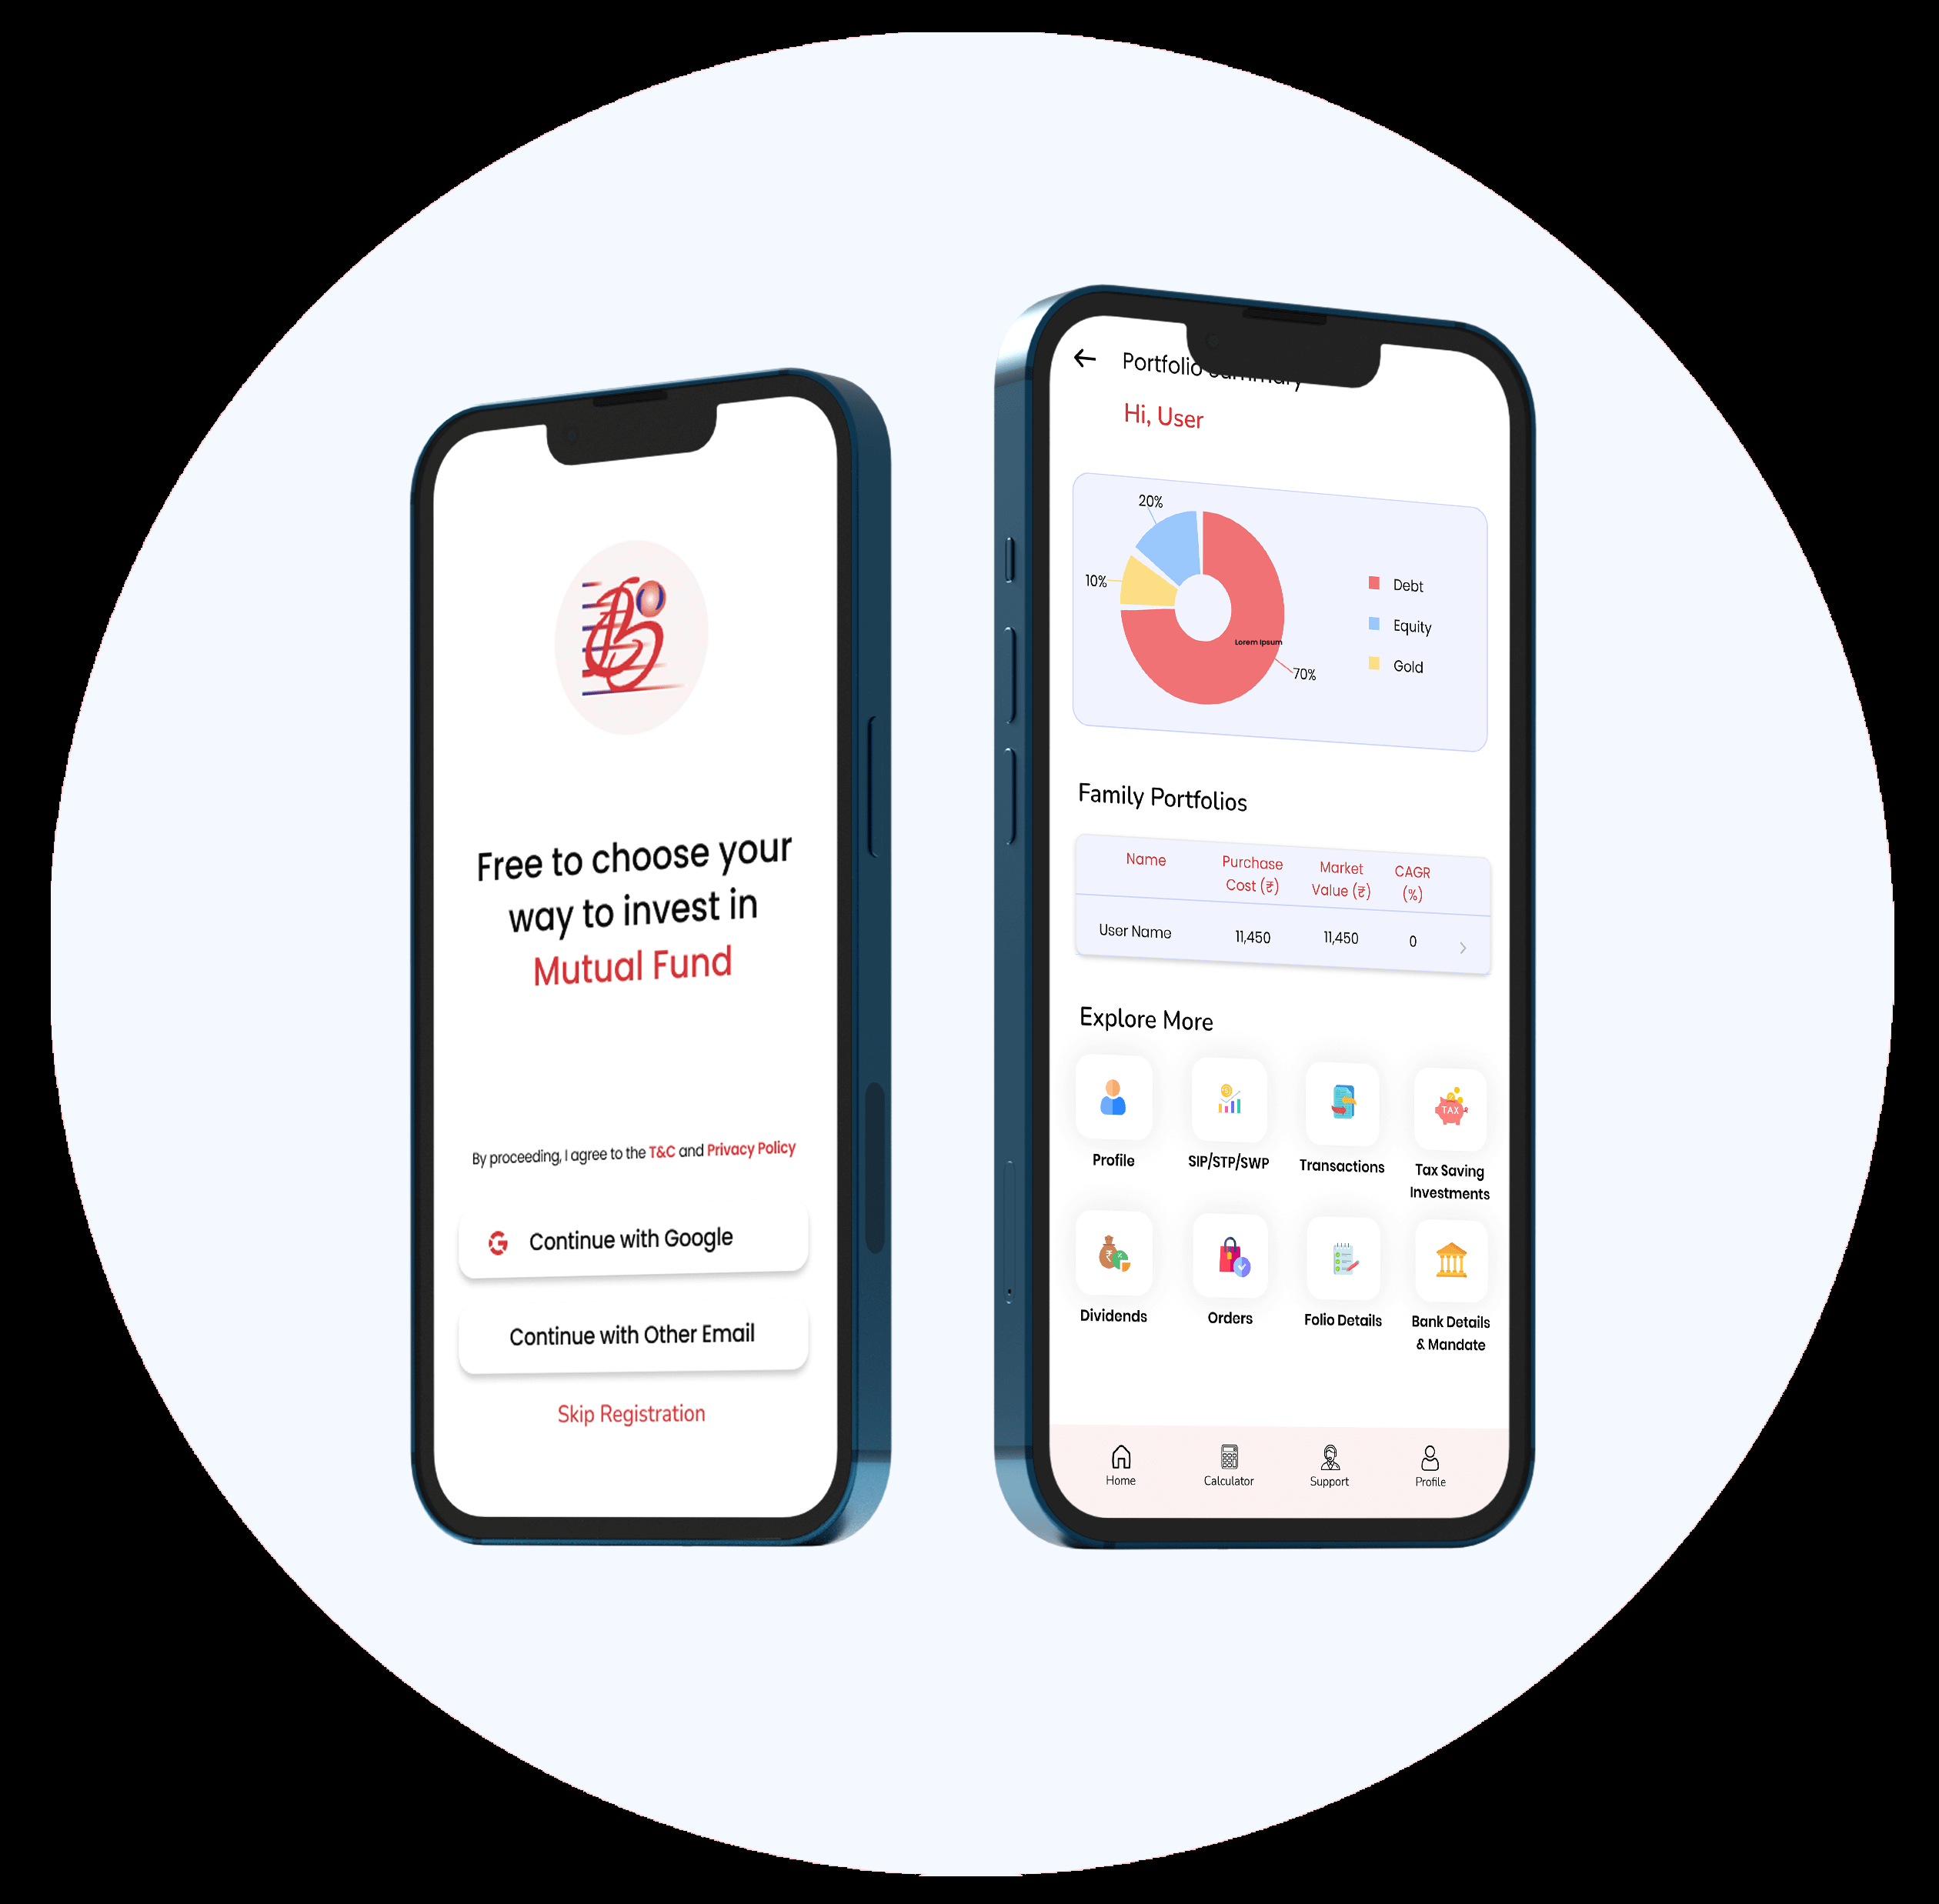 Free to choose your
way to invest in
Mutual Fund
By proceeding, I agree to the T&C and Privacy Policy
G Continue with Google
Continue with Other Email
Skip Registration
Portfolio
Hi, User
20%
10%
Lorem Ipsum
70%
Debt
Equity
Gold
Family Portfolios
Name Purchase Cost (₹) Market Value (₹) CAGR (%)
User Name 11,450 11,450 0
Explore More
TAX
Profile SIP/STP/SWP Transactions Tax Saving
Investments
Dividends Orders Folio Details Bank Details
& Mandate
Home Calculator Support Profile